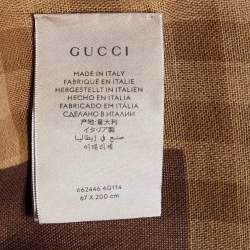 GUCCI
MADE IN ITALY
FABRIQUÉ EN ITALIE
HERGESTELLT IN ITALIEN
HECHO EN ITALIA
FABRICADO EM ITÁLIA
СДЕЛАНО В ИТАЛИИ
产地：意大利
イタリア製
صنع في إيطاليا
이태리제
662446 4G114
67 X 200 cm